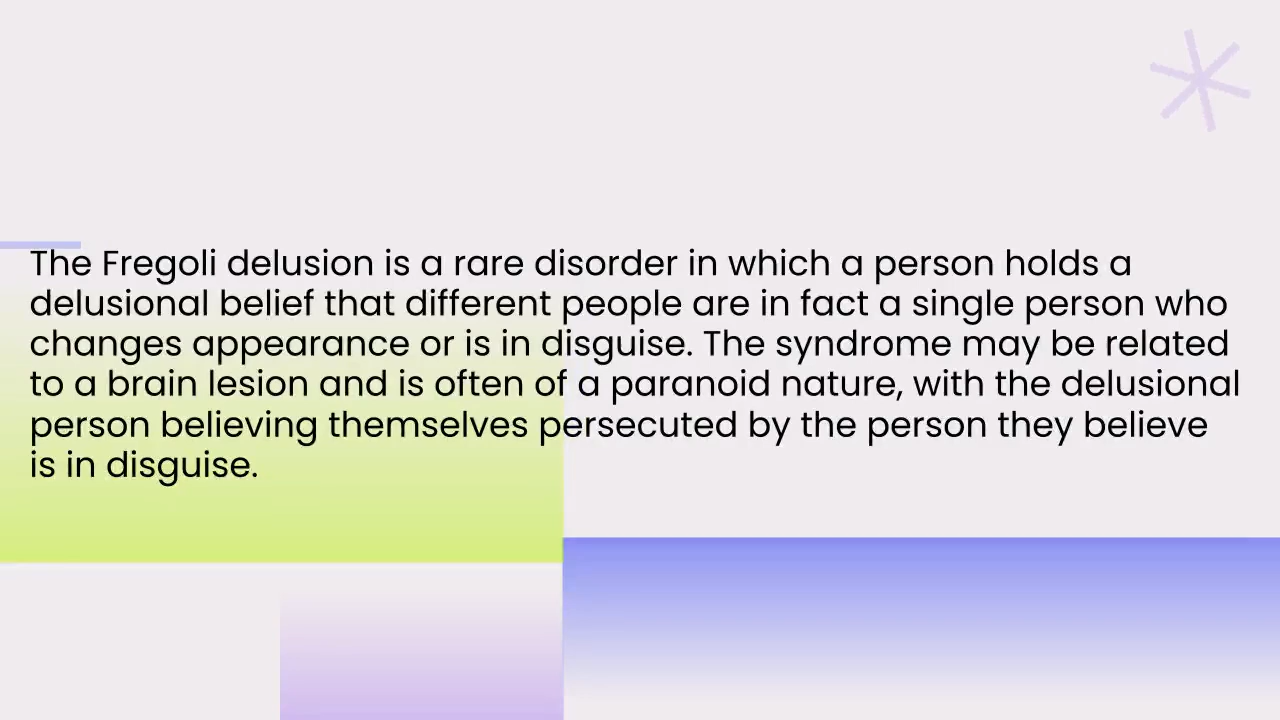 The Fregoli delusion is a rare disorder in which a person holds a
delusional belief that different people are in fact a single person who
changes appearance or is in disguise. The syndrome may be related
to a brain lesion and is often of a paranoid nature, with the delusional
person believing themselves persecuted by the person they believe
is in disguise.